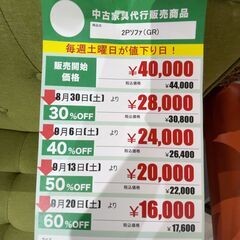 中古家具代行販売商品
商品名
2Pソファ(GR)
毎週土曜日が値下り日!
販売開始
価格
¥40,000
税込価格
¥44,000
8月30日(土) より
30%OFF
¥28,000
税込価格
¥30,800
9月6日(土) より
40%OFF
¥24,000
税込価格
¥26,400
9月13日(土) より
50%OFF
¥20,000
税込価格
¥22,000
9月20日(土) より
60%OFF
¥16,000
税込価格
¥17,600